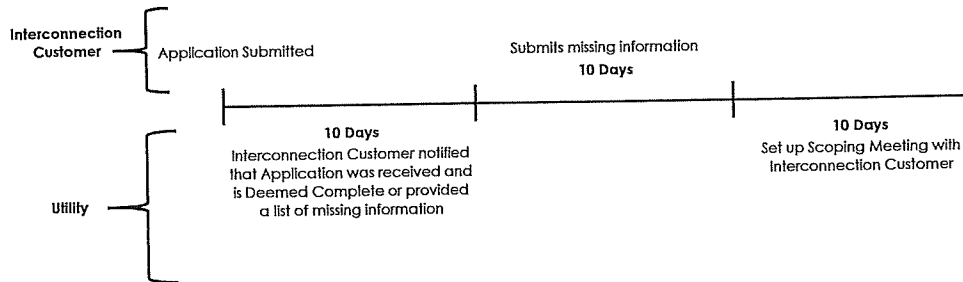 Interconnection
Customer
Application Submitted
Submits missing information
10 Days
10 Days
Interconnection Customer notified
that Application was received and
is Deemed Complete or provided
a list of missing information
10 Days
Set up Scoping Meeting with
Interconnection Customer
Utility